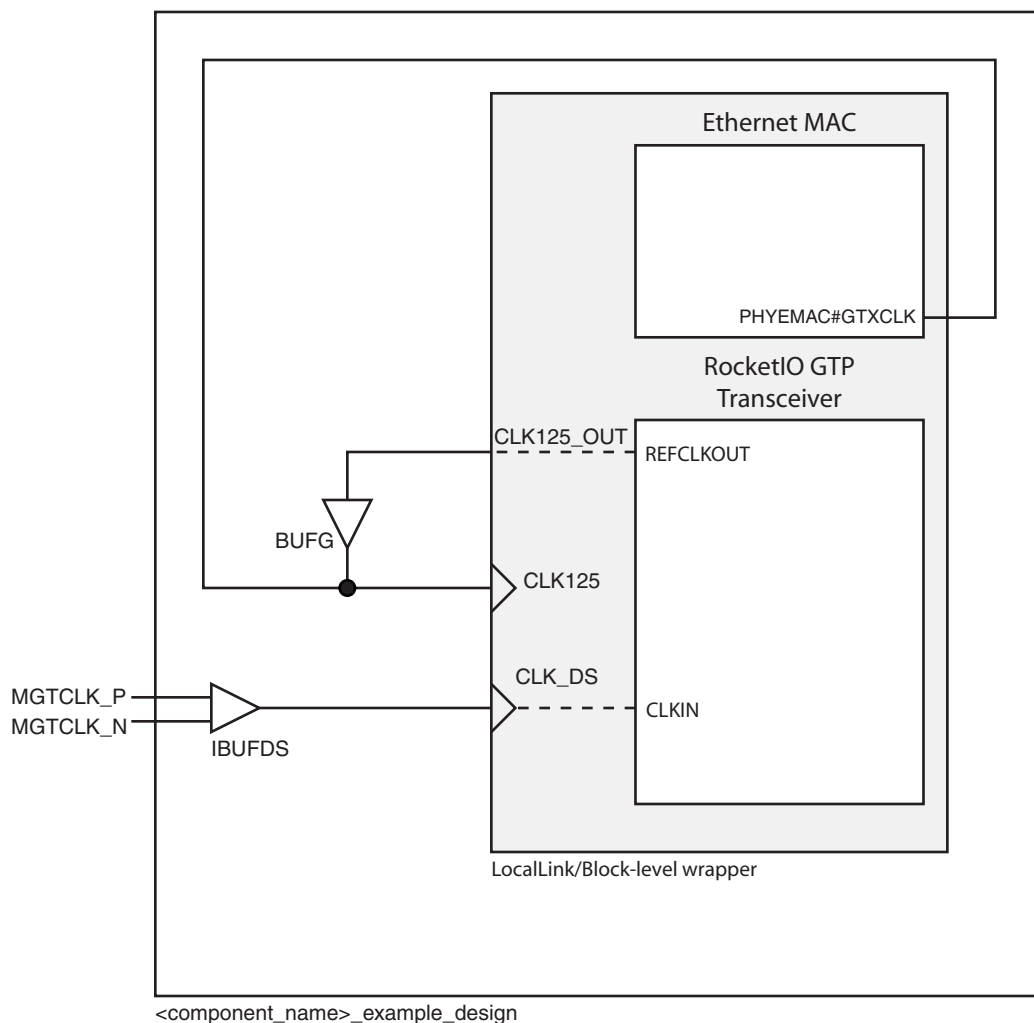 Ethernet MAC
PHYEMAC#GTXCLK
RocketIO GTP
Transceiver
CLK125_OUT
REFCLKOUT
BUFG
CLK125
CLK_DS
MGTCLK_P
MGTCLK_N
CLKIN
IBUFDS
LocalLink/Block-level wrapper
<component_name>_example_design